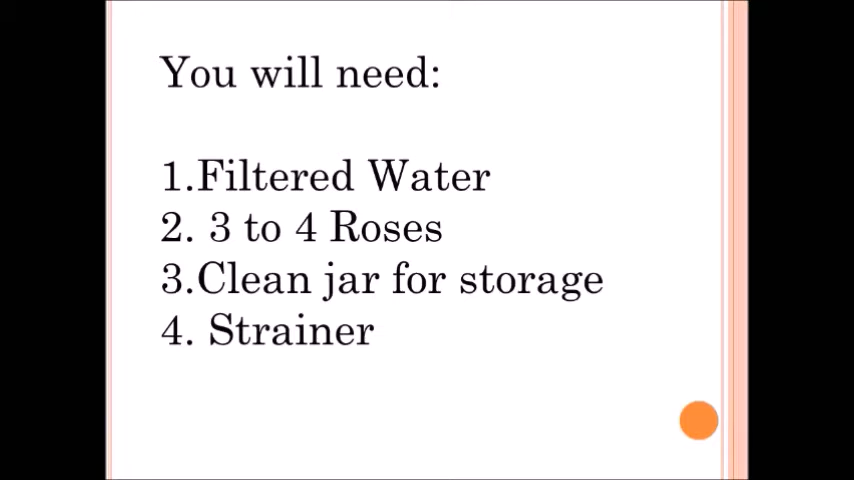 You will need:
1.Filtered Water
2. 3 to 4 Roses
3.Clean jar for storage
4. Strainer